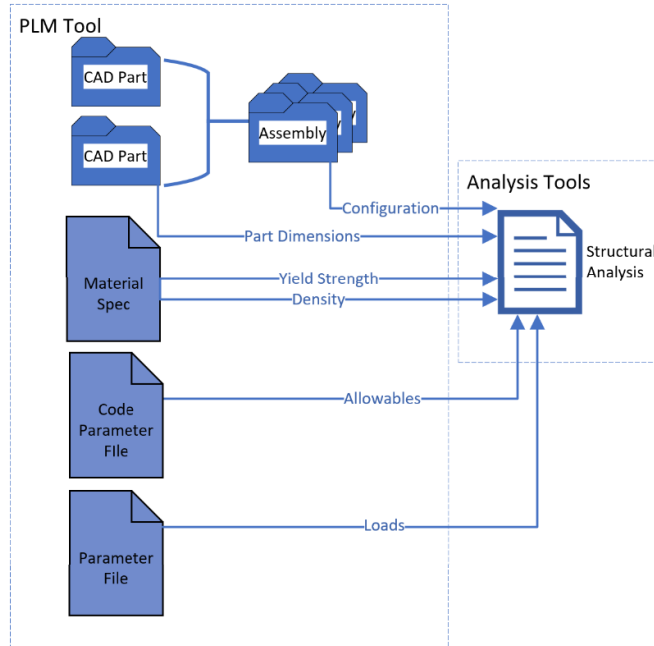 PLM Tool
CAD Part
CAD Part
Assembly
Analysis Tools
Configuration
Part Dimensions
Structural
Analysis
Material
Spec
Yield Strength
Density
Code
Parameter
FIle
Allowables
Parameter
File
Loads